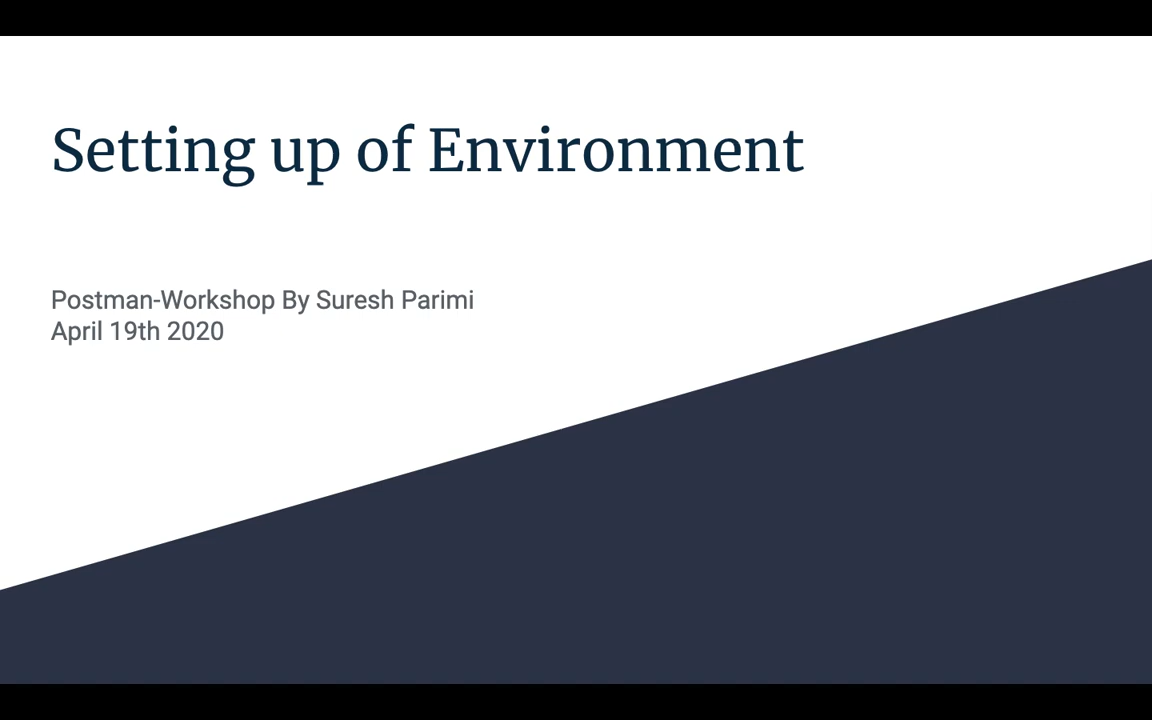 Setting up of Environment
Postman-Workshop By Suresh Parimi
April 19th 2020